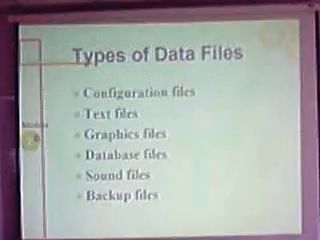 Types of Data Files
Configuration files
Text files
Graphics files
Database files
Sound files
Backup files